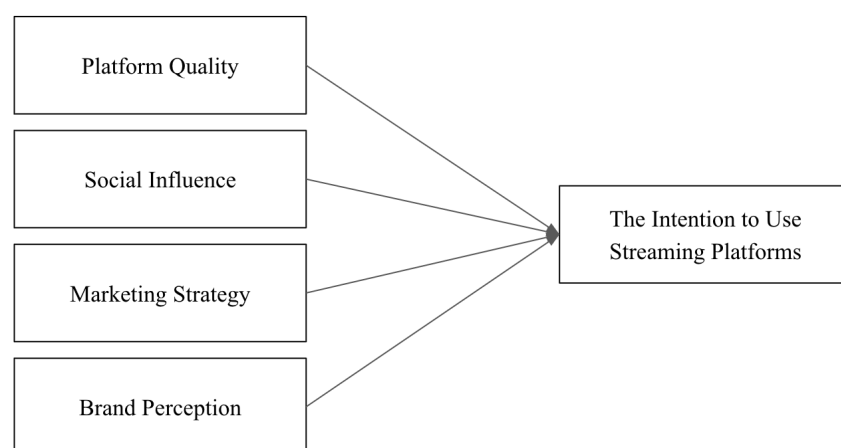 Platform Quality
Social Influence
Marketing Strategy
Brand Perception
The Intention to Use
Streaming Platforms